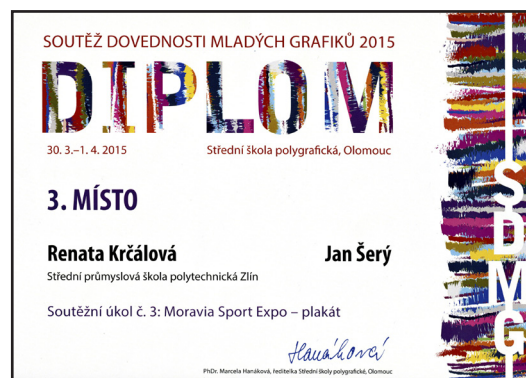 SOUTĚŽ DOVEDNOSTI MLADÝCH GRAFIKŮ 2015
DIPLOM
30. 3.–1. 4. 2015 Střední škola polygrafická, Olomouc
3. MÍSTO
Renata Krčálová Jan Šerý
Střední průmyslová škola polytechnická Zlín
Soutěžní úkol č. 3: Moravia Sport Expo – plakát
Hanáková
PhDr. Marcela Hanáková, ředitelka Střední školy polygrafické, Olomouc
SDMG